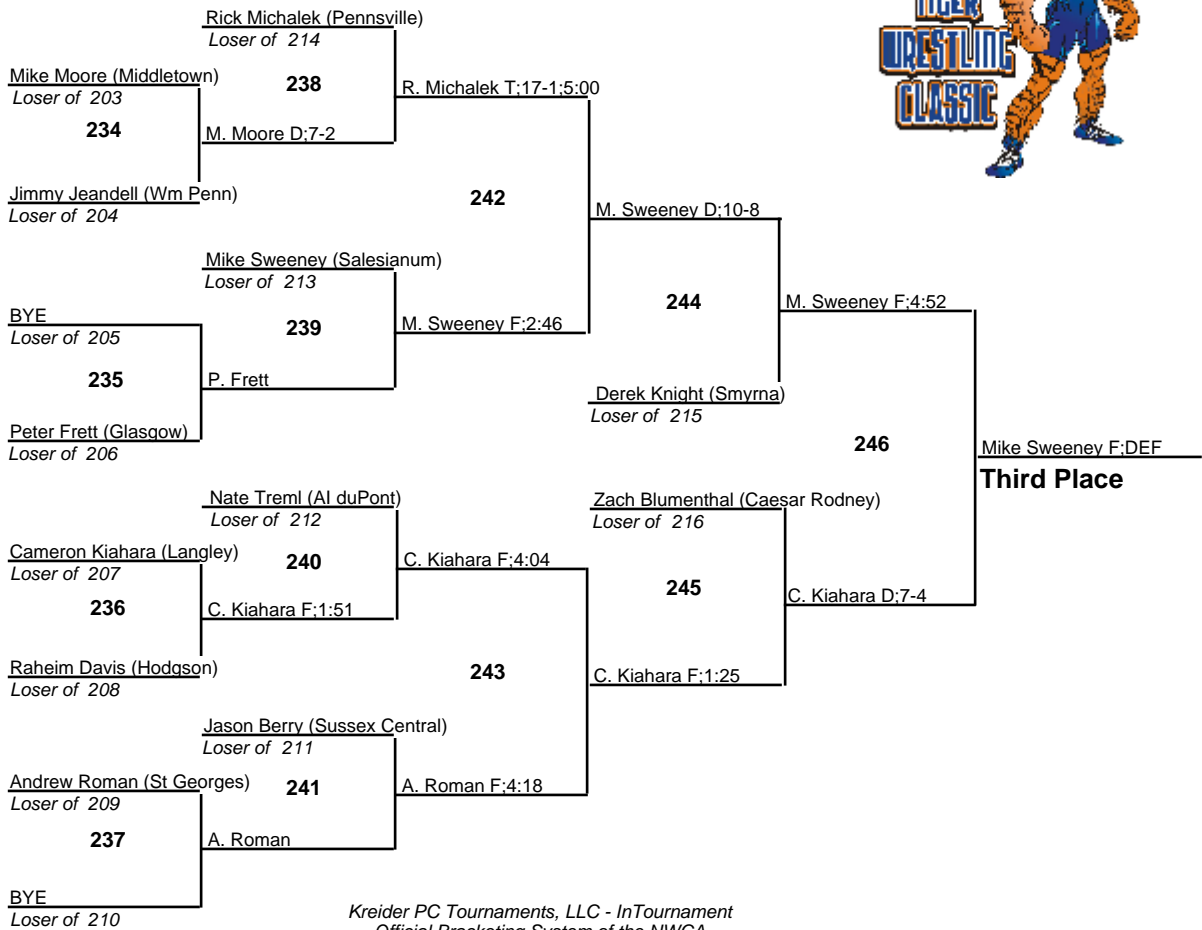 TIGER
WRESTLING
CLASSIC
Rick Michalek (Pennsville)
Loser of 214
Mike Moore (Middletown)
Loser of 203
238
R. Michalek T;17-1;5:00
234
M. Moore D;7-2
Jimmy Jeandell (Wm Penn)
Loser of 204
242
M. Sweeney D;10-8
Mike Sweeney (Salesianum)
Loser of 213
BYE
Loser of 205
239
M. Sweeney F;2:46
244
M. Sweeney F;4:52
235
P. Frett
Derek Knight (Smyrna)
Loser of 215
Peter Frett (Glasgow)
Loser of 206
246
Mike Sweeney F;DEF
Third Place
Nate Treml (AI duPont)
Loser of 212
Zach Blumenthal (Caesar Rodney)
Loser of 216
Cameron Kiahara (Langley)
Loser of 207
240
C. Kiahara F;4:04
236
C. Kiahara F;1:51
245
C. Kiahara D;7-4
Raheim Davis (Hodgson)
Loser of 208
243
C. Kiahara F;1:25
Jason Berry (Sussex Central)
Loser of 211
Andrew Roman (St Georges)
Loser of 209
241
A. Roman F;4:18
237
A. Roman
BYE
Loser of 210
Kreider PC Tournaments, LLC - InTournament
Official Bracketing System of the NWCA